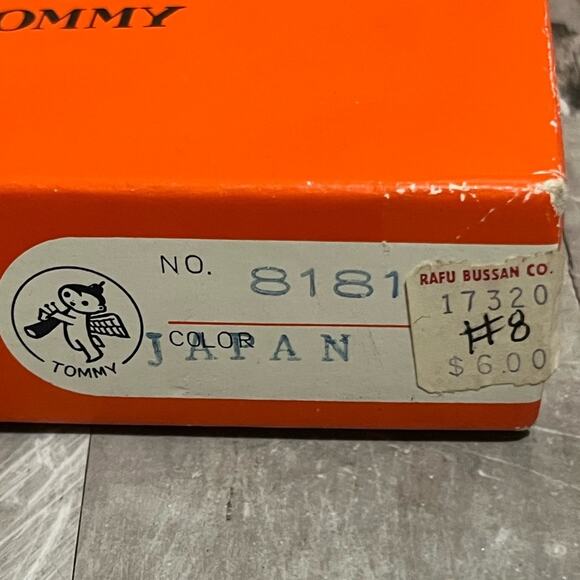 TOMMY
NO. 8181
COLOR
JAPAN
TOMMY
RAFU BUSSAN CO.
17320
#8
$6.00